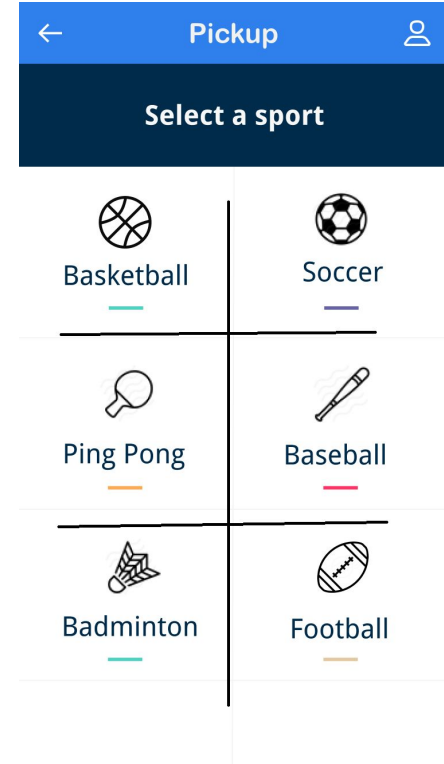 Pickup
Select a sport
Basketball
Soccer
Ping Pong
Baseball
Badminton
Football